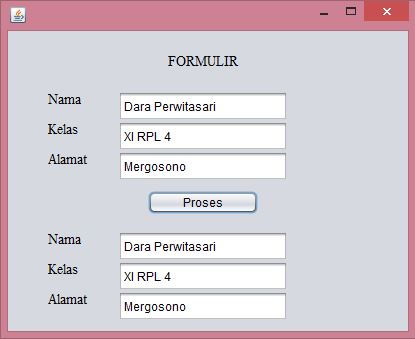 FORMULIR
Nama Dara Perwitasari
Kelas XI RPL 4
Alamat Mergosono
Proses
Nama Dara Perwitasari
Kelas XI RPL 4
Alamat Mergosono